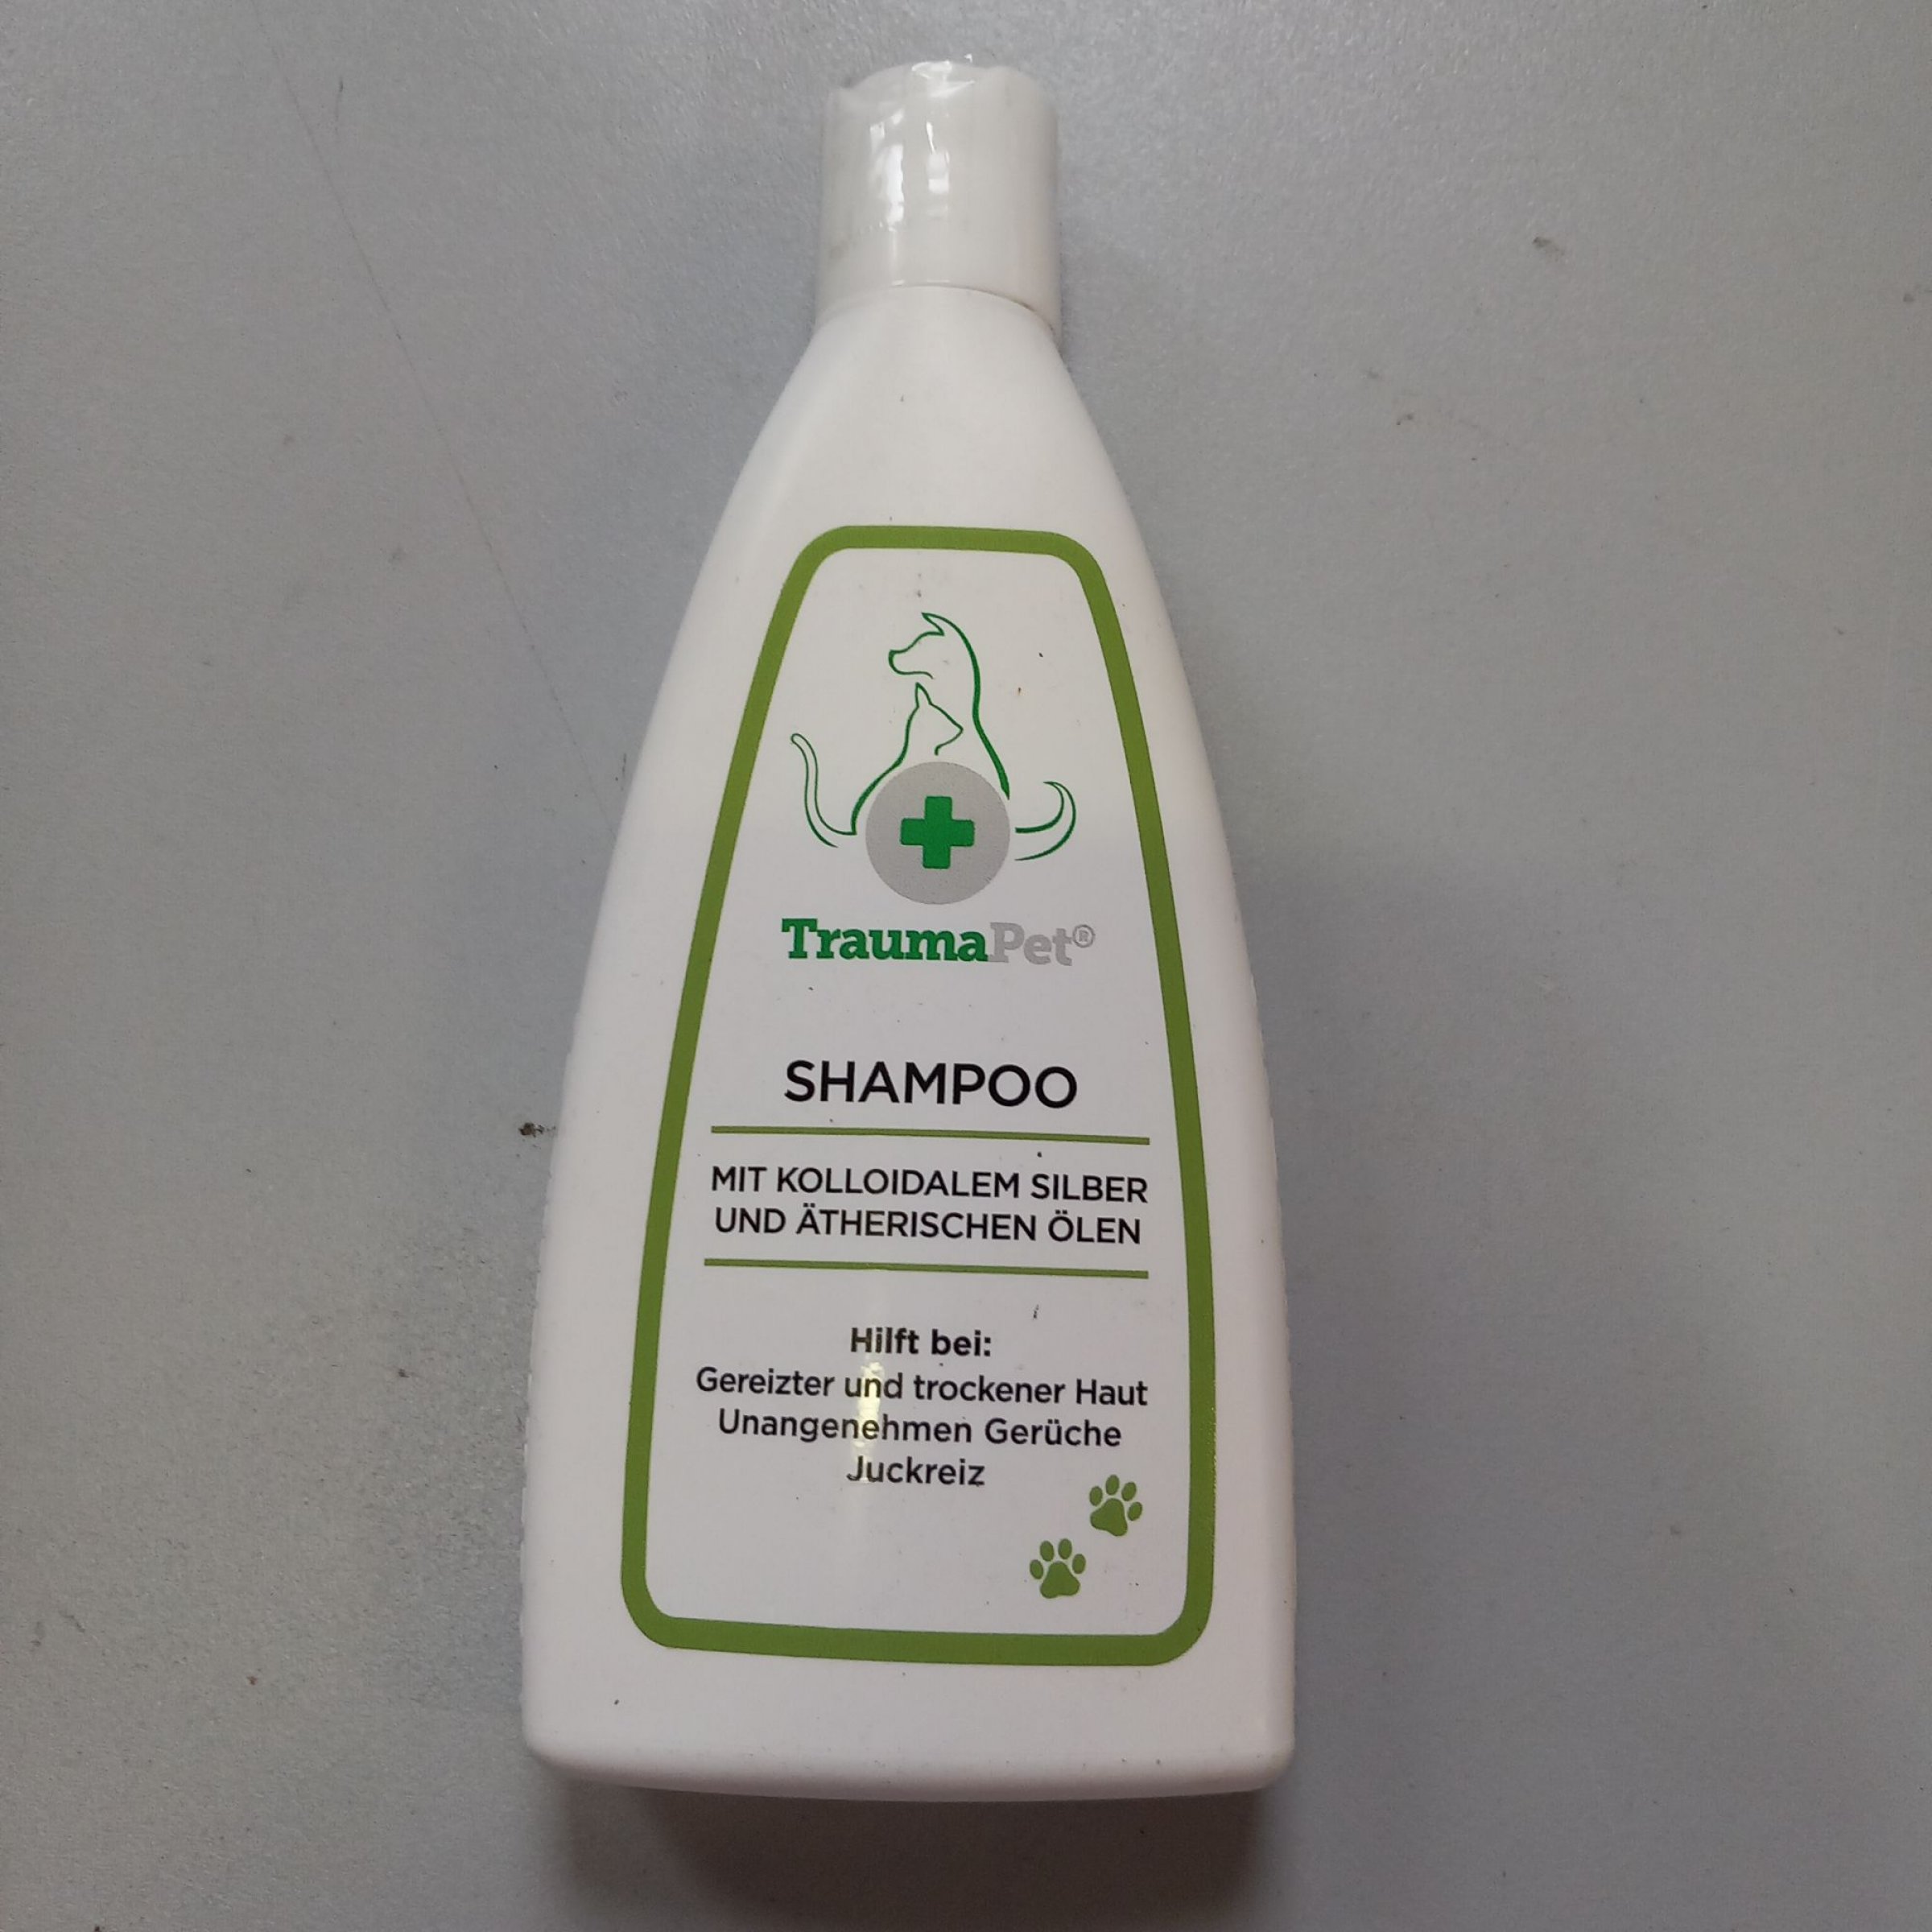 TraumaPet®
SHAMPOO
MIT KOLLOIDALEM SILBER
UND ÄTHERISCHEN ÖLEN
Hilft bei:
Gereizter und trockener Haut
Unangenehmen Gerüche
Juckreiz